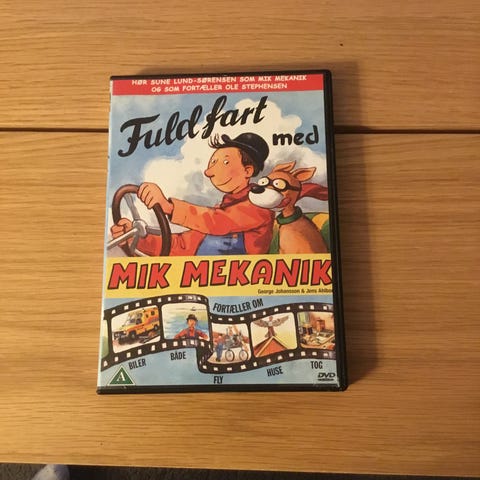 HØR SUNE LUND-SØRENSEN SOM MIK MEKANIK
OG SOM FORTÆLLER OLE STEPHENSEN
Fuld fart
med
MIK MEKANIK
George Johansson & Jens Ahlbom
FORTÆLLER OM
BILER
BÅDE
FLY
HUSE
TOG
A
DVD